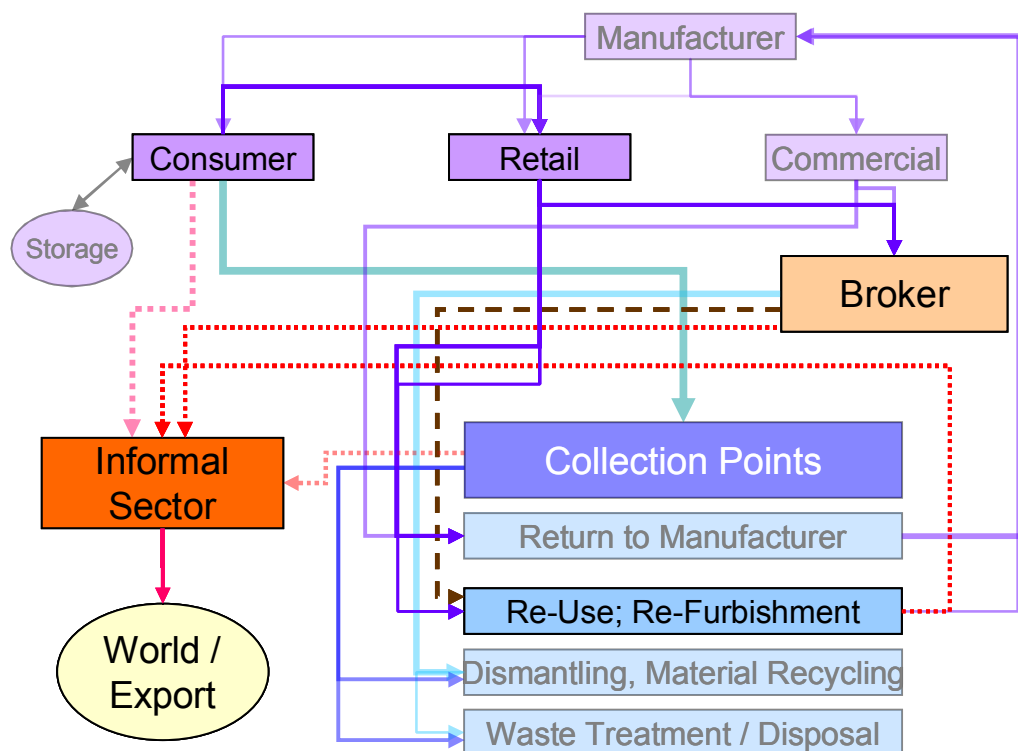 Manufacturer
Consumer
Retail
Commercial
Storage
Broker
Informal
Sector
Collection Points
Return to Manufacturer
Re-Use; Re-Furbishment
World /
Export
Dismantling, Material Recycling
Waste Treatment / Disposal